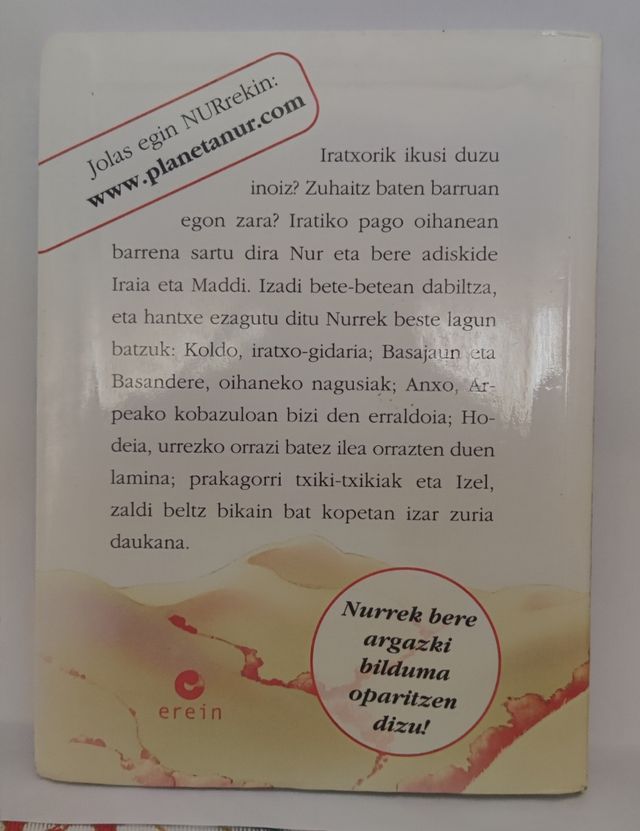 Jolas egin NURrekin:
www.planetanur.com
Iratxorik ikusi duzu
inoiz? Zuhaitz baten barruan
egon zara? Iratiko pago oihanean
barrena sartu dira Nur eta bere adiskide
Iraia eta Maddi. Izadi bete-betean dabiltza,
eta hantxe ezagutu ditu Nurrek beste lagun
batzuk: Koldo, iratxo-gidaria; Basajaun eta
Basandere, oihaneko nagusiak; Anxo, Ar-
peako kobazuloan bizi den erraldoia; Ho-
deia, urrezko orrazi batez ilea orrazten duen
lamina; prakagorri txiki-txikiak eta Izel,
zaldi beltz bikain bat kopetan izar zuria
daukana.
Nurrek bere
argazki
bilduma
oparitzen
dizu!
erein